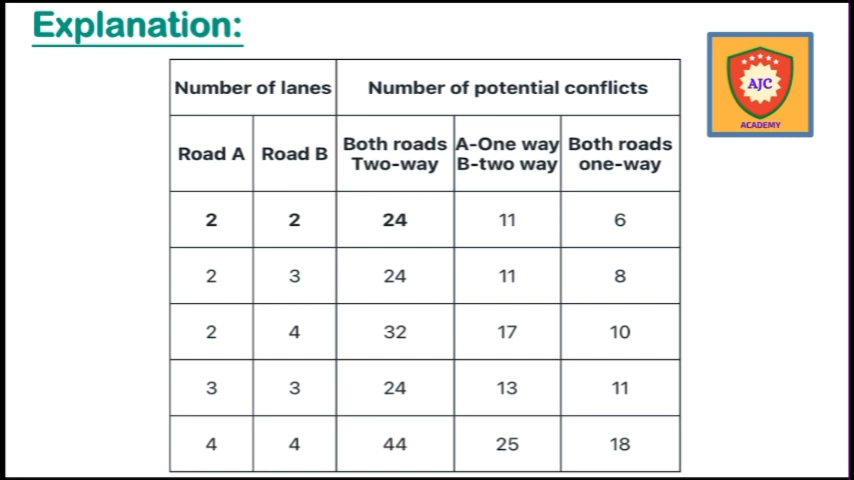 Explanation:
AJC
ACADEMY
Number of lanes Number of potential conflicts
Road A Road B Both roads Two-way A-One way B-two way Both roads one-way
2 2 24 11 6
2 3 24 11 8
2 4 32 17 10
3 3 24 13 11
4 4 44 25 18